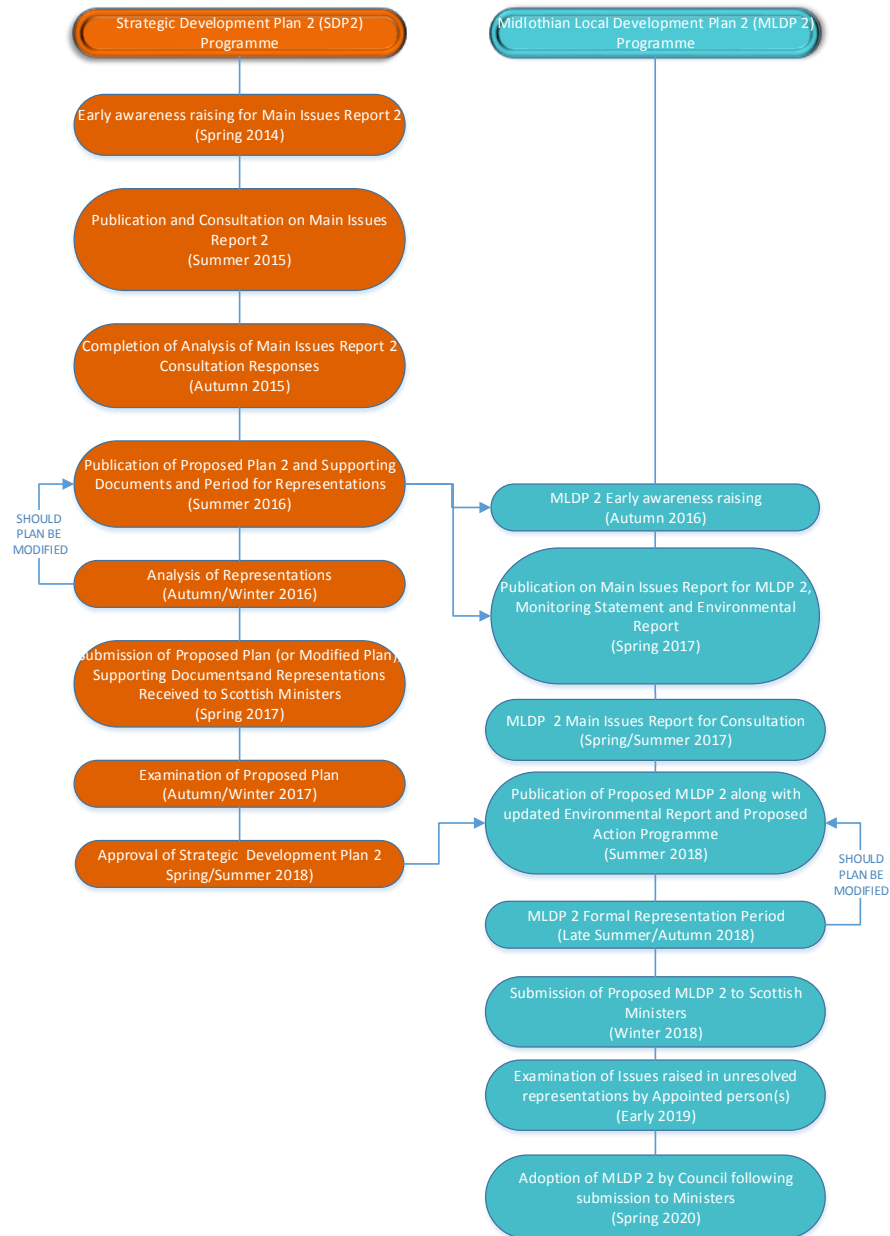 Strategic Development Plan 2 (SDP2)
Programme
Early awareness raising for Main Issues Report 2
(Spring 2014)
Publication and Consultation on Main Issues
Report 2
(Summer 2015)
Completion of Analysis of Main Issues Report 2
Consultation Responses
(Autumn 2015)
Publication of Proposed Plan 2 and Supporting
Documents and Period for Representations
(Summer 2016)
SHOULD
PLAN BE
MODIFIED
Analysis of Representations
(Autumn/Winter 2016)
Submission of Proposed Plan (or Modified Plan),
Supporting Documentsand Representations
Received to Scottish Ministers
(Spring 2017)
Examination of Proposed Plan
(Autumn/Winter 2017)
Approval of Strategic Development Plan 2
Spring/Summer 2018)
Midlothian Local Development Plan 2 (MLDP 2)
Programme
MLDP 2 Early awareness raising
(Autumn 2016)
Publication on Main Issues Report for MLDP 2,
Monitoring Statement and Environmental
Report
(Spring 2017)
MLDP 2 Main Issues Report for Consultation
(Spring/Summer 2017)
Publication of Proposed MLDP 2 along with
updated Environmental Report and Proposed
Action Programme
(Summer 2018)
SHOULD
PLAN BE
MODIFIED
MLDP 2 Formal Representation Period
(Late Summer/Autumn 2018)
Submission of Proposed MLDP 2 to Scottish
Ministers
(Winter 2018)
Examination of Issues raised in unresolved
representations by Appointed person(s)
(Early 2019)
Adoption of MLDP 2 by Council following
submission to Ministers
(Spring 2020)